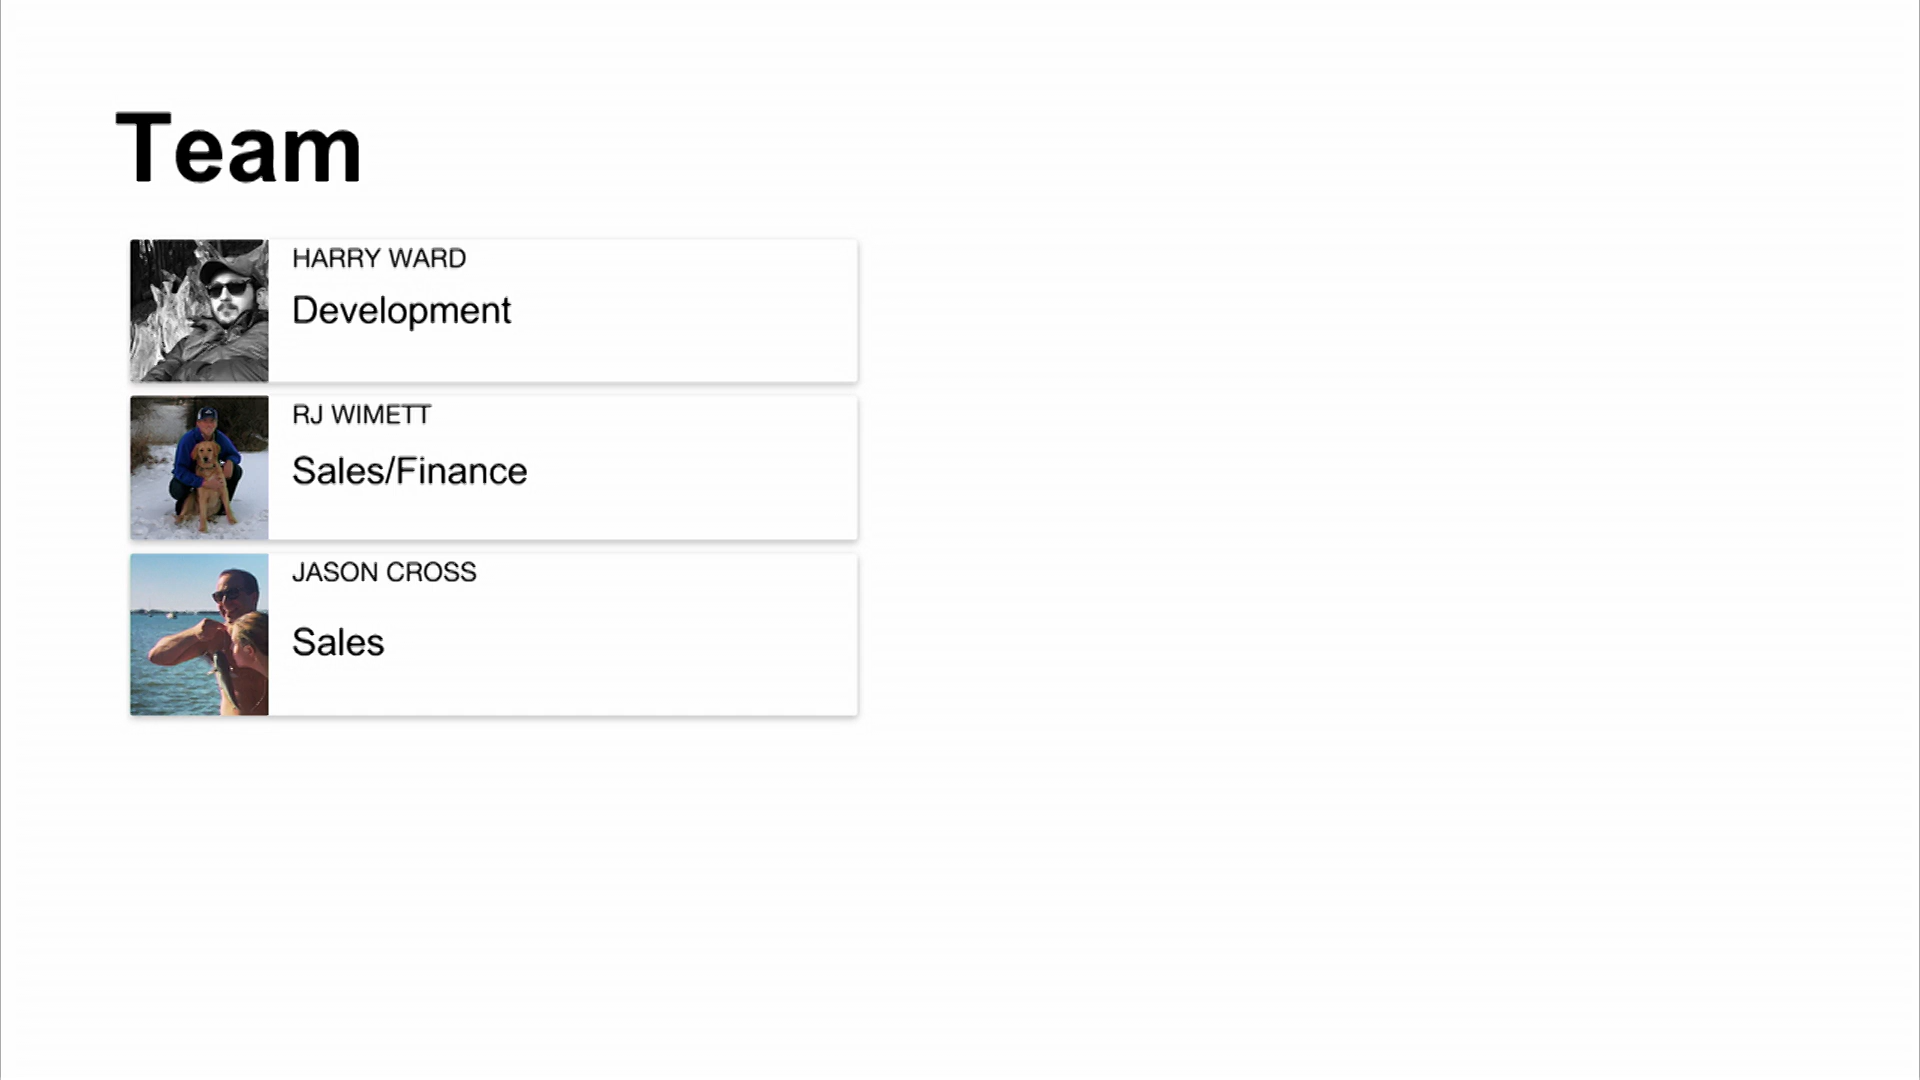 Team
HARRY WARD
Development
RJ WIMETT
Sales/Finance
JASON CROSS
Sales